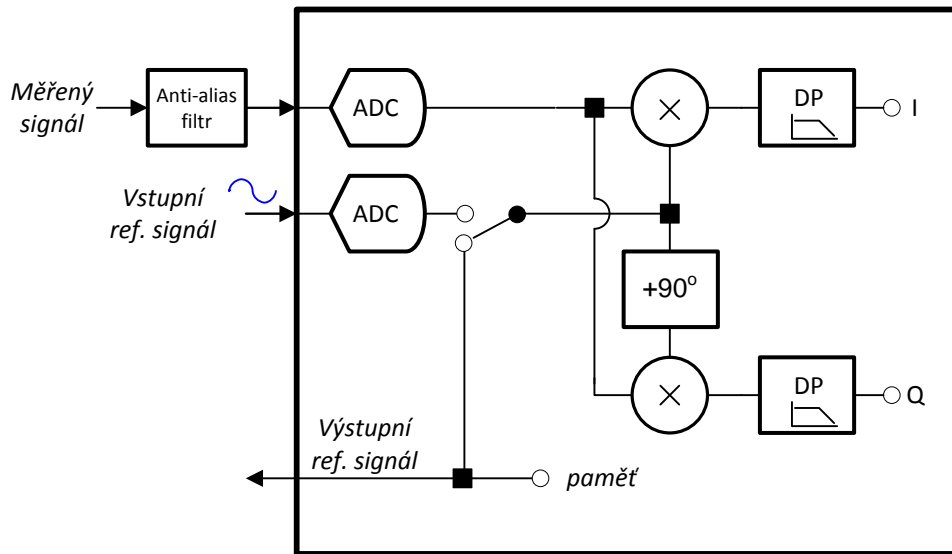 Měřený
signál
Anti-alias
filtr
ADC
×
DP
I
Vstupní
ref. signál
ADC
+90°
×
DP
Q
Výstupní
ref. signál
paměť